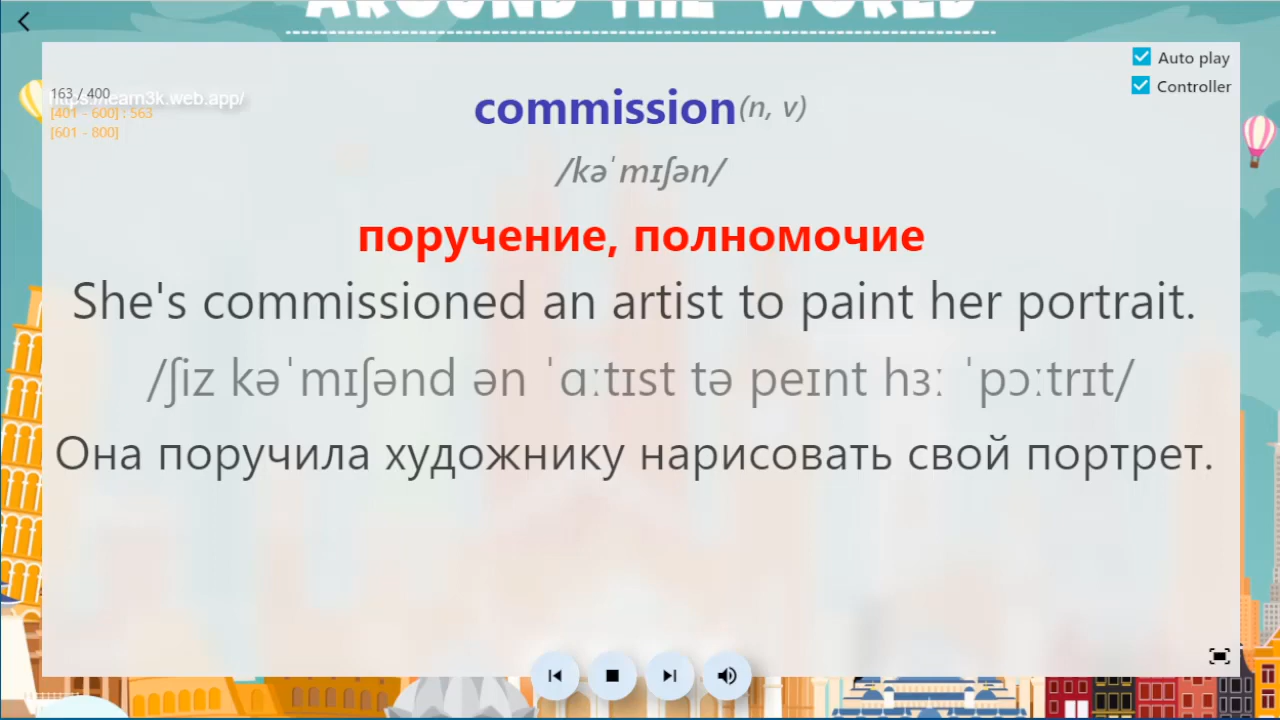 AROUND THE WORLD
Auto play
Controller
163 / 400
https://learn3k.web.app/
[401 - 600] : 563
[601 - 800]
commission(n, v)
/kəˈmɪʃən/
поручение, полномочие
She's commissioned an artist to paint her portrait.
/ʃiz kəˈmɪʃənd ən ˈɑːtɪst tə peɪnt hɜː ˈpɔːtrɪt/
Она поручила художнику нарисовать свой портрет.